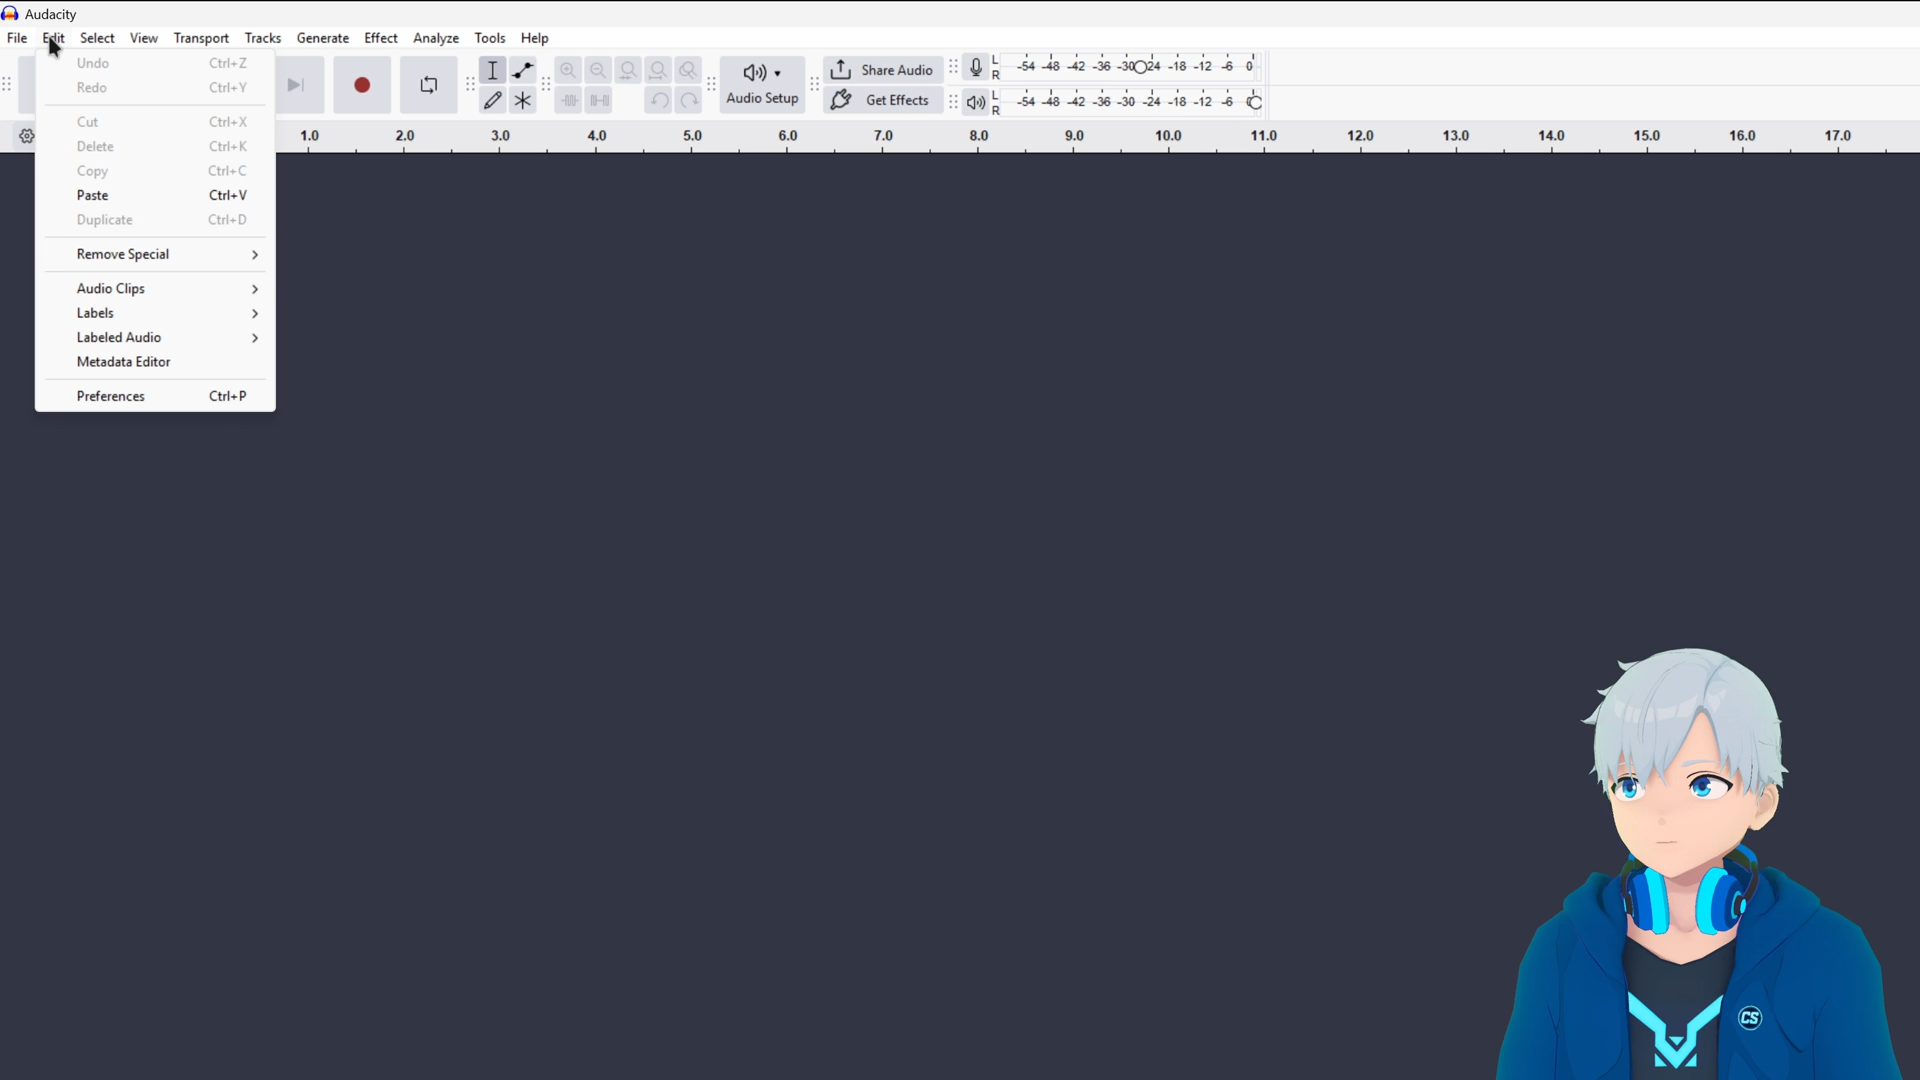 Audacity
File Edit Select View Transport Tracks Generate Effect Analyze Tools Help
Undo Ctrl+Z
Redo Ctrl+Y
Cut Ctrl+X
Delete Ctrl+K
Copy Ctrl+C
Paste Ctrl+V
Duplicate Ctrl+D
Remove Special
Audio Clips
Labels
Labeled Audio
Metadata Editor
Preferences Ctrl+P
Audio Setup
Share Audio
Get Effects
L
R
-54 -48 -42 -36 -30 -24 -18 -12 -6 0
L
R
-54 -48 -42 -36 -30 -24 -18 -12 -6
1.0 2.0 3.0 4.0 5.0 6.0 7.0 8.0 9.0 10.0 11.0 12.0 13.0 14.0 15.0 16.0 17.0
CS